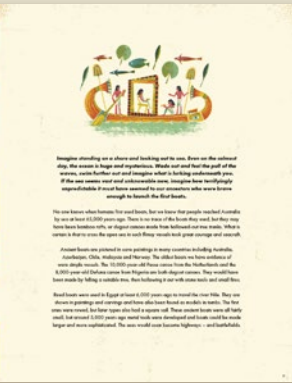 Imagine standing on a shore and looking out to sea. Even on the calmest
day, the ocean is huge and mysterious. Wade out and feel the pull of the
waves, swim further out and imagine what is lurking underneath you.
If the sea seems vast and unknowable now, imagine how terrifyingly
unpredictable it must have seemed to our ancestors who were brave
enough to launch the first boats.
No one knows when humans first used boats, but we know that people reached Australia
by sea at least 65,000 years ago. There is no trace of the boats they used, but they may
have been bamboo rafts, or dugout canoes made from hollowed out tree trunks. What is
certain is that to cross the open sea in such flimsy vessels took great courage and seacraft.
Ancient boats are pictured in cave paintings in many countries including Australia,
Azerbaijan, Chile, Malaysia and Norway. The oldest boats we have evidence of
were simple vessels. The 10,000-year-old Pesse canoe from the Netherlands and the
8,000-year-old Dufuna canoe from Nigeria are both dugout canoes. They would have
been made by felling a suitable tree, then hollowing it out with stone tools and small fires.
Reed boats were used in Egypt at least 6,000 years ago to travel the river Nile. They are
shown in paintings and carvings and have also been found as models in tombs. The first
ones were rowed, but later types also had a square sail. These ancient boats were all fairly
small, but around 5,000 years ago metal tools were developed and boats could be made
larger and more sophisticated. The seas would soon become highways – and battlefields.